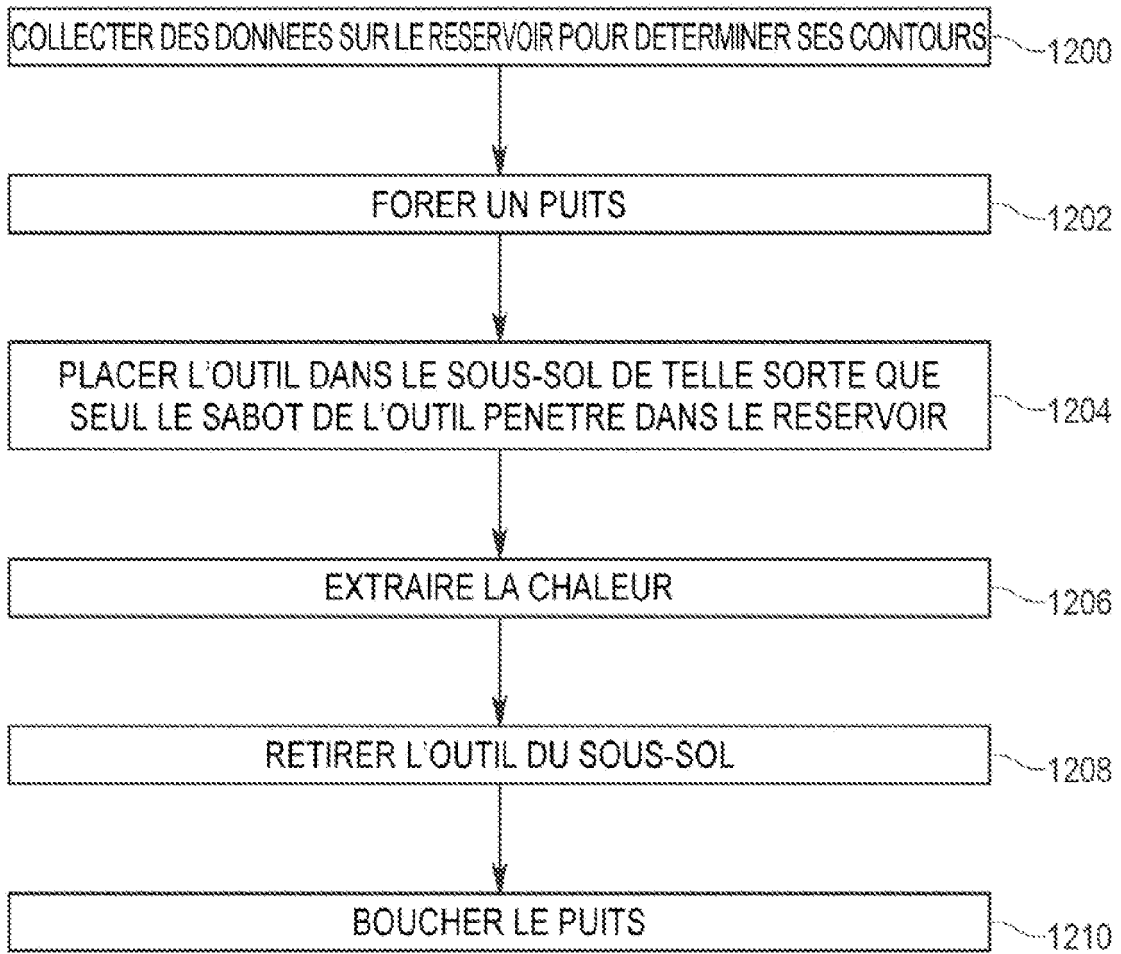 COLLECTER DES DONNEES SUR LE RESERVOIR POUR DETERMINER SES CONTOURS
1200
FORER UN PUITS
1202
PLACER L'OUTIL DANS LE SOUS-SOL DE TELLE SORTE QUE
SEUL LE SABOT DE L'OUTIL PENETRE DANS LE RESERVOIR
1204
EXTRAIRE LA CHALEUR
1206
RETIRER L'OUTIL DU SOUS-SOL
1208
BOUCHER LE PUITS
1210